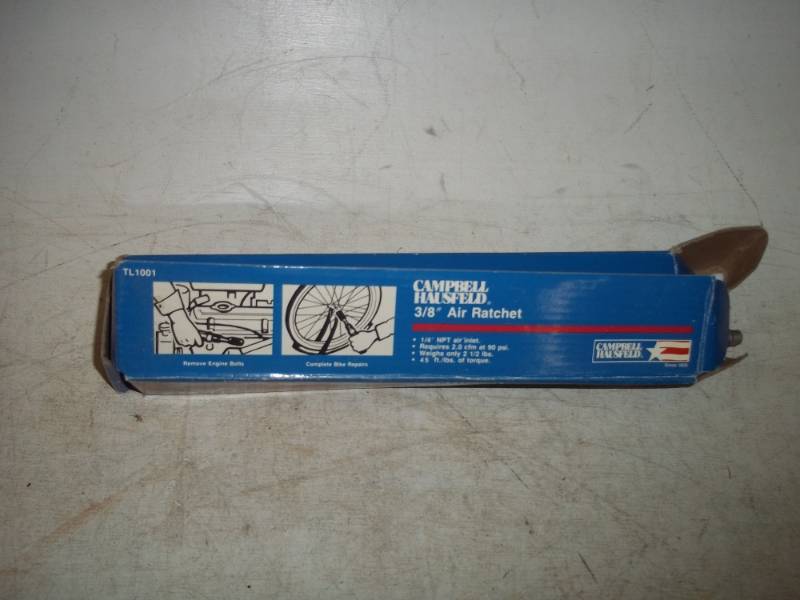 TL1001
Remove Engine Bolts
Complete Bike Repairs
CAMPBELL
HAUSFELD®
3/8″ Air Ratchet
• 1/4″ NPT air inlet.
• Requires 2.0 cfm at 90 psi.
• Weighs only 2 1/2 lbs.
• 45 ft./lbs. of torque.
CAMPBELL
HAUSFELD®